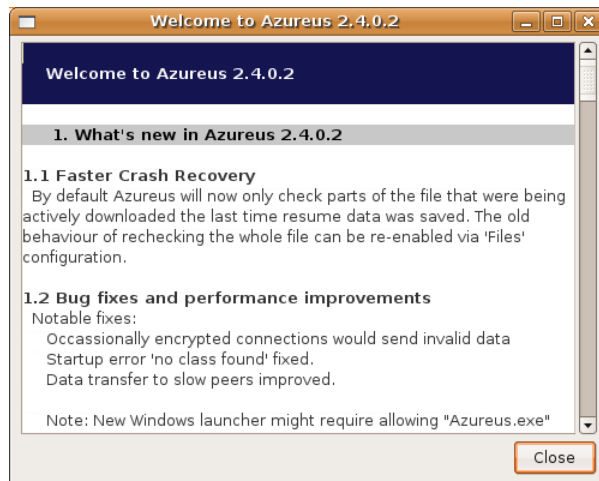 Welcome to Azureus 2.4.0.2
Welcome to Azureus 2.4.0.2
1. What's new in Azureus 2.4.0.2
1.1 Faster Crash Recovery
By default Azureus will now only check parts of the file that were being
actively downloaded the last time resume data was saved. The old
behaviour of rechecking the whole file can be re-enabled via 'Files'
configuration.
1.2 Bug fixes and performance improvements
Notable fixes:
Occassionally encrypted connections would send invalid data
Startup error 'no class found' fixed.
Data transfer to slow peers improved.
Note: New Windows launcher might require allowing "Azureus.exe"
Close